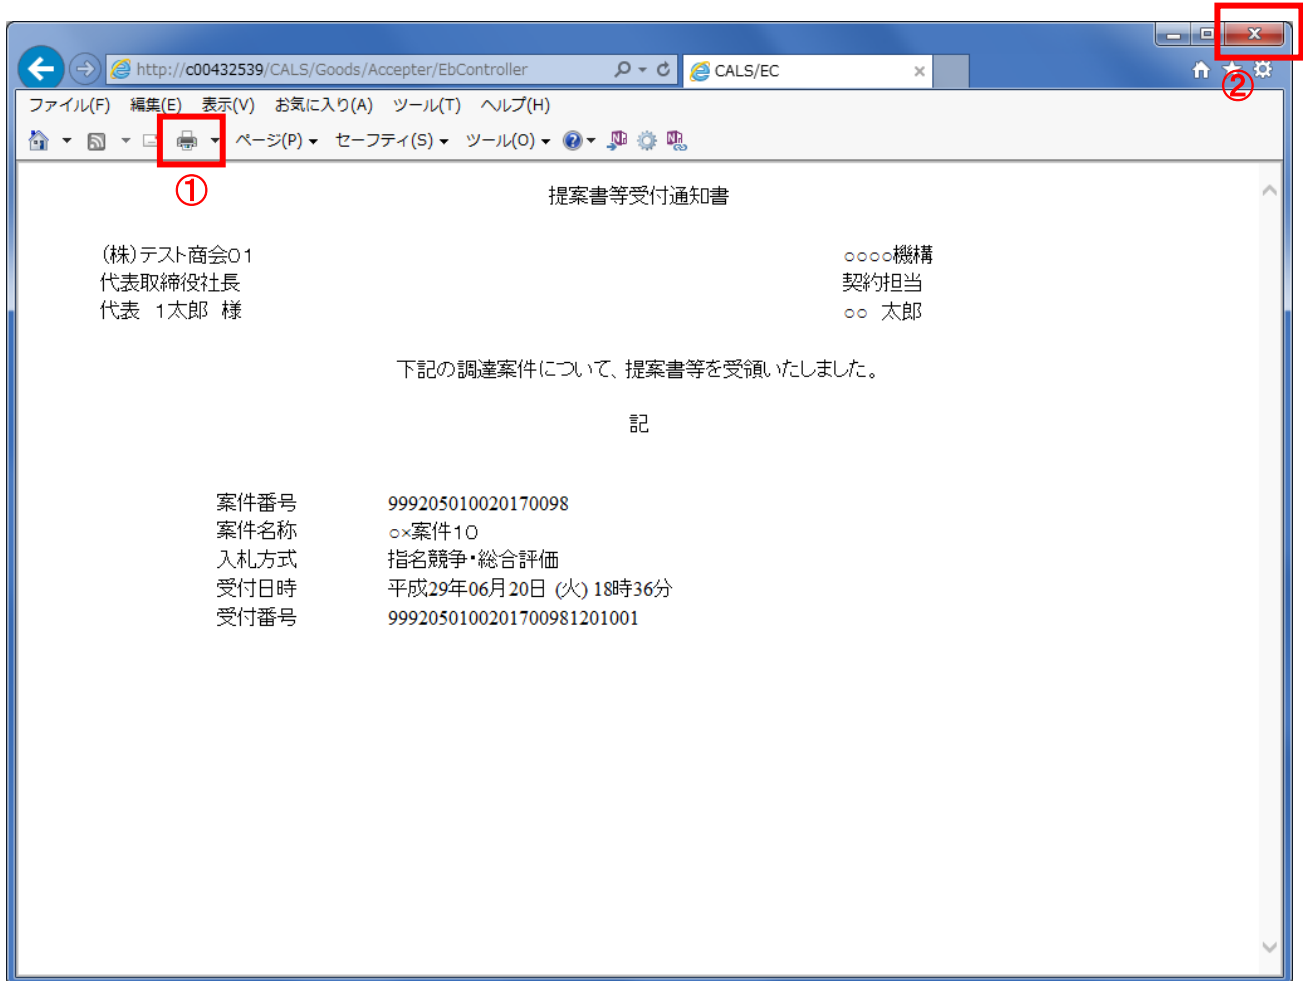 http://c00432539/CALS/Goods/Accepter/EbController CALS/EC
②
ファイル(F) 編集(E) 表示(V) お気に入り(A) ツール(T) ヘルプ(H)
ページ(P) セーフティ(S) ツール(O)
①
提案書等受付通知書
(株)テスト商会01 ○○○○機構
代表取締役社長 契約担当
代表 1太郎 様 ○○ 太郎
下記の調達案件について、提案書等を受領いたしました。
記
案件番号 999205010020170098
案件名称 ○×案件10
入札方式 指名競争・総合評価
受付日時 平成29年06月20日 (火) 18時36分
受付番号 9992050100201700981201001